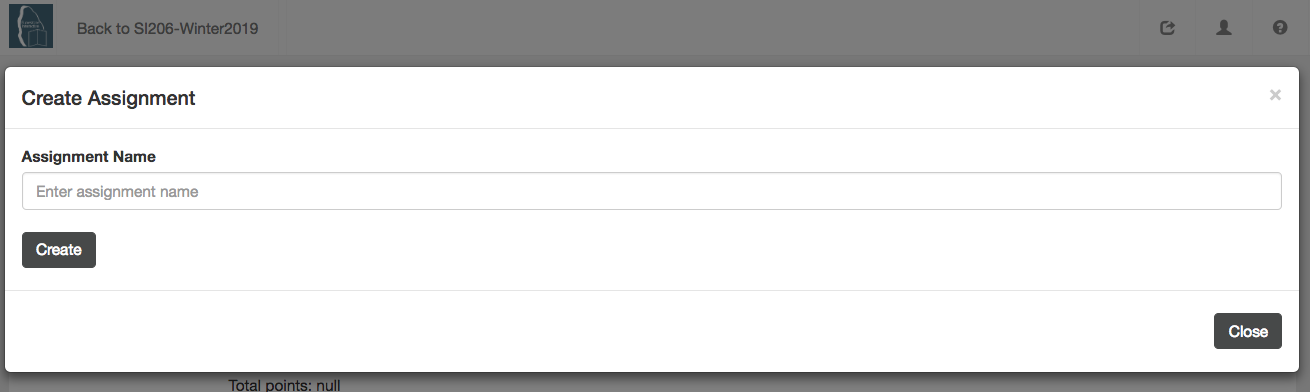 Back to SI206-Winter2019
Create Assignment
×
Assignment Name
Enter assignment name
Create
Close
Total points: null